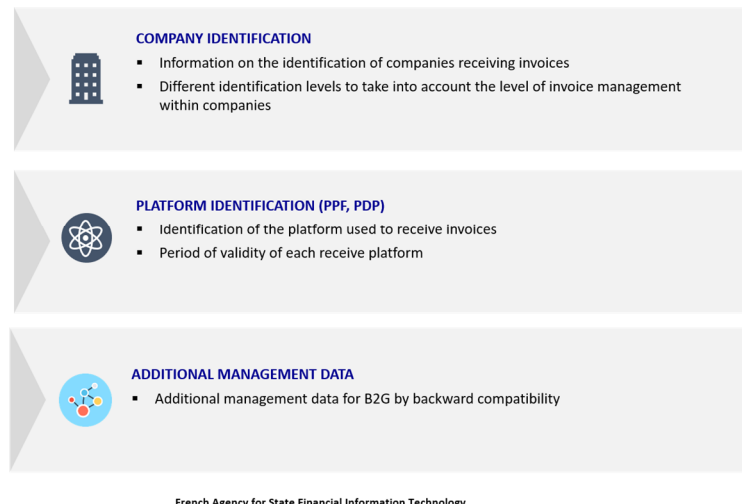 COMPANY IDENTIFICATION
▪ Information on the identification of companies receiving invoices
▪ Different identification levels to take into account the level of invoice management
within companies
PLATFORM IDENTIFICATION (PPF, PDP)
▪ Identification of the platform used to receive invoices
▪ Period of validity of each receive platform
ADDITIONAL MANAGEMENT DATA
▪ Additional management data for B2G by backward compatibility
French Agency for State Financial Information Technology